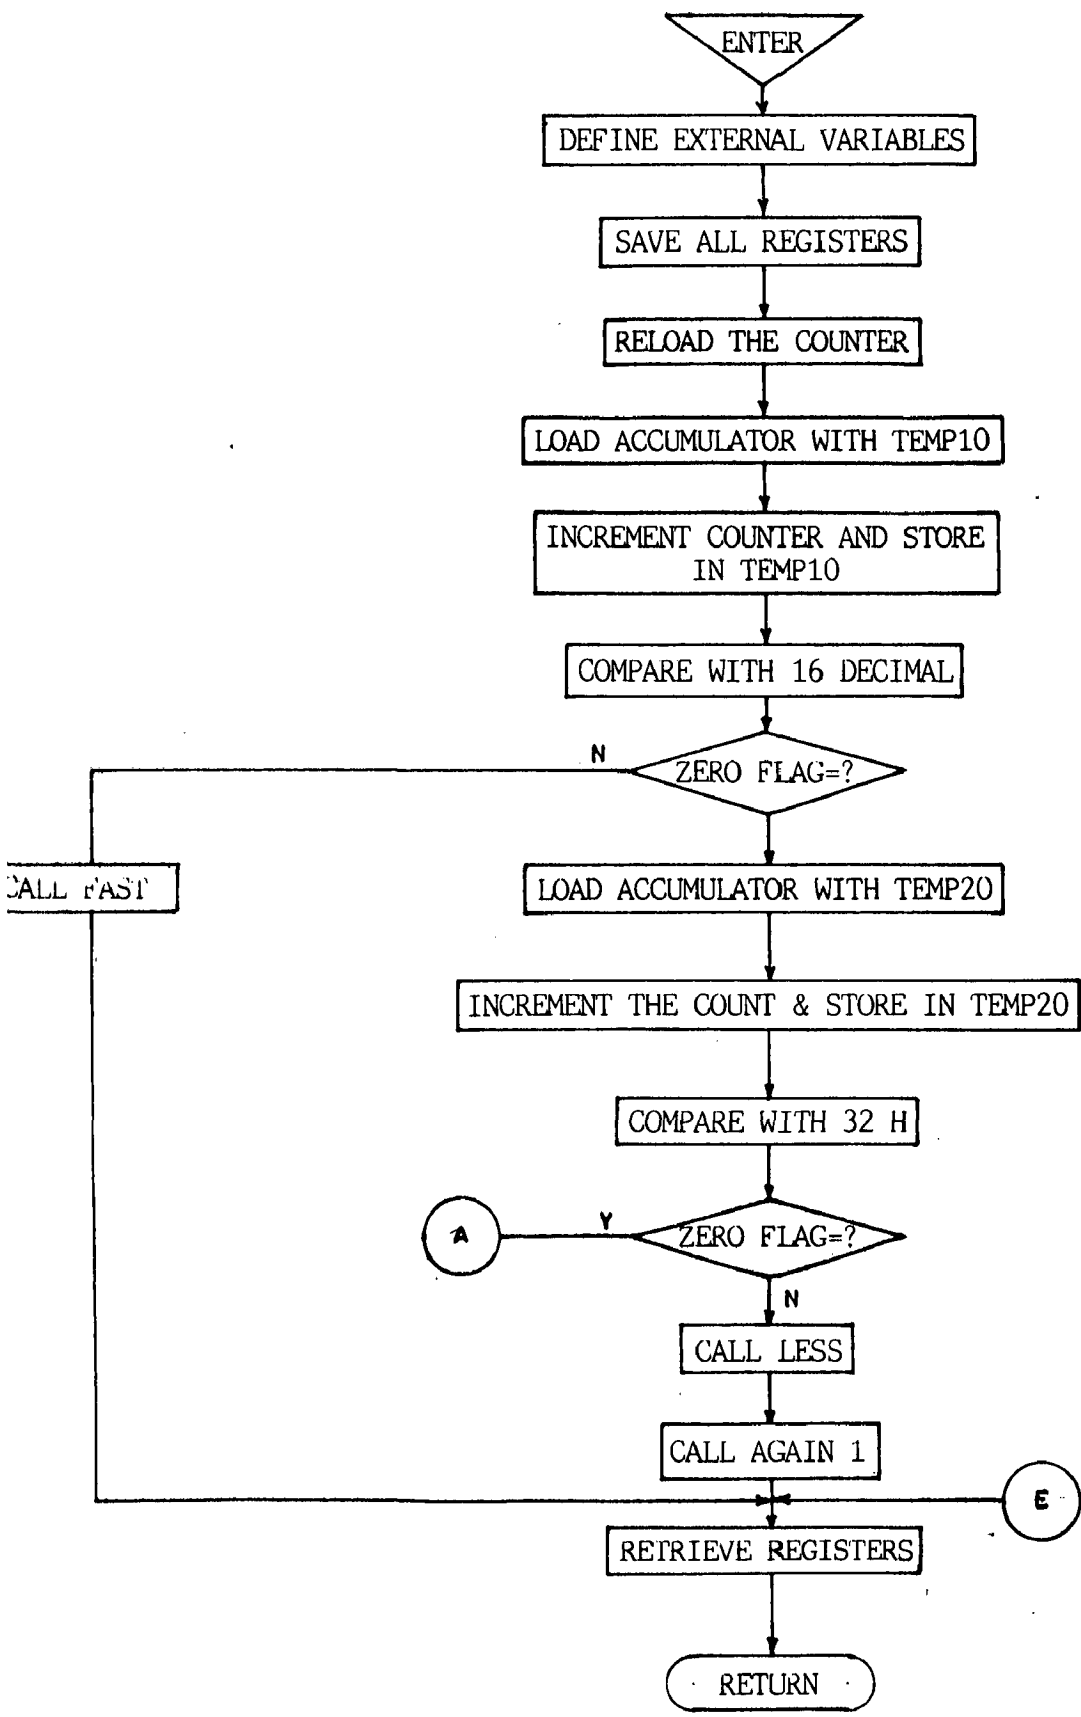 ENTER
DEFINE EXTERNAL VARIABLES
SAVE ALL REGISTERS
RELOAD THE COUNTER
LOAD ACCUMULATOR WITH TEMP10
INCREMENT COUNTER AND STORE
IN TEMP10
COMPARE WITH 16 DECIMAL
N
ZERO FLAG=?
CALL FAST
LOAD ACCUMULATOR WITH TEMP20
INCREMENT THE COUNT & STORE IN TEMP20
COMPARE WITH 32 H
A
Y
ZERO FLAG=?
N
CALL LESS
CALL AGAIN 1
E
RETRIEVE REGISTERS
RETURN